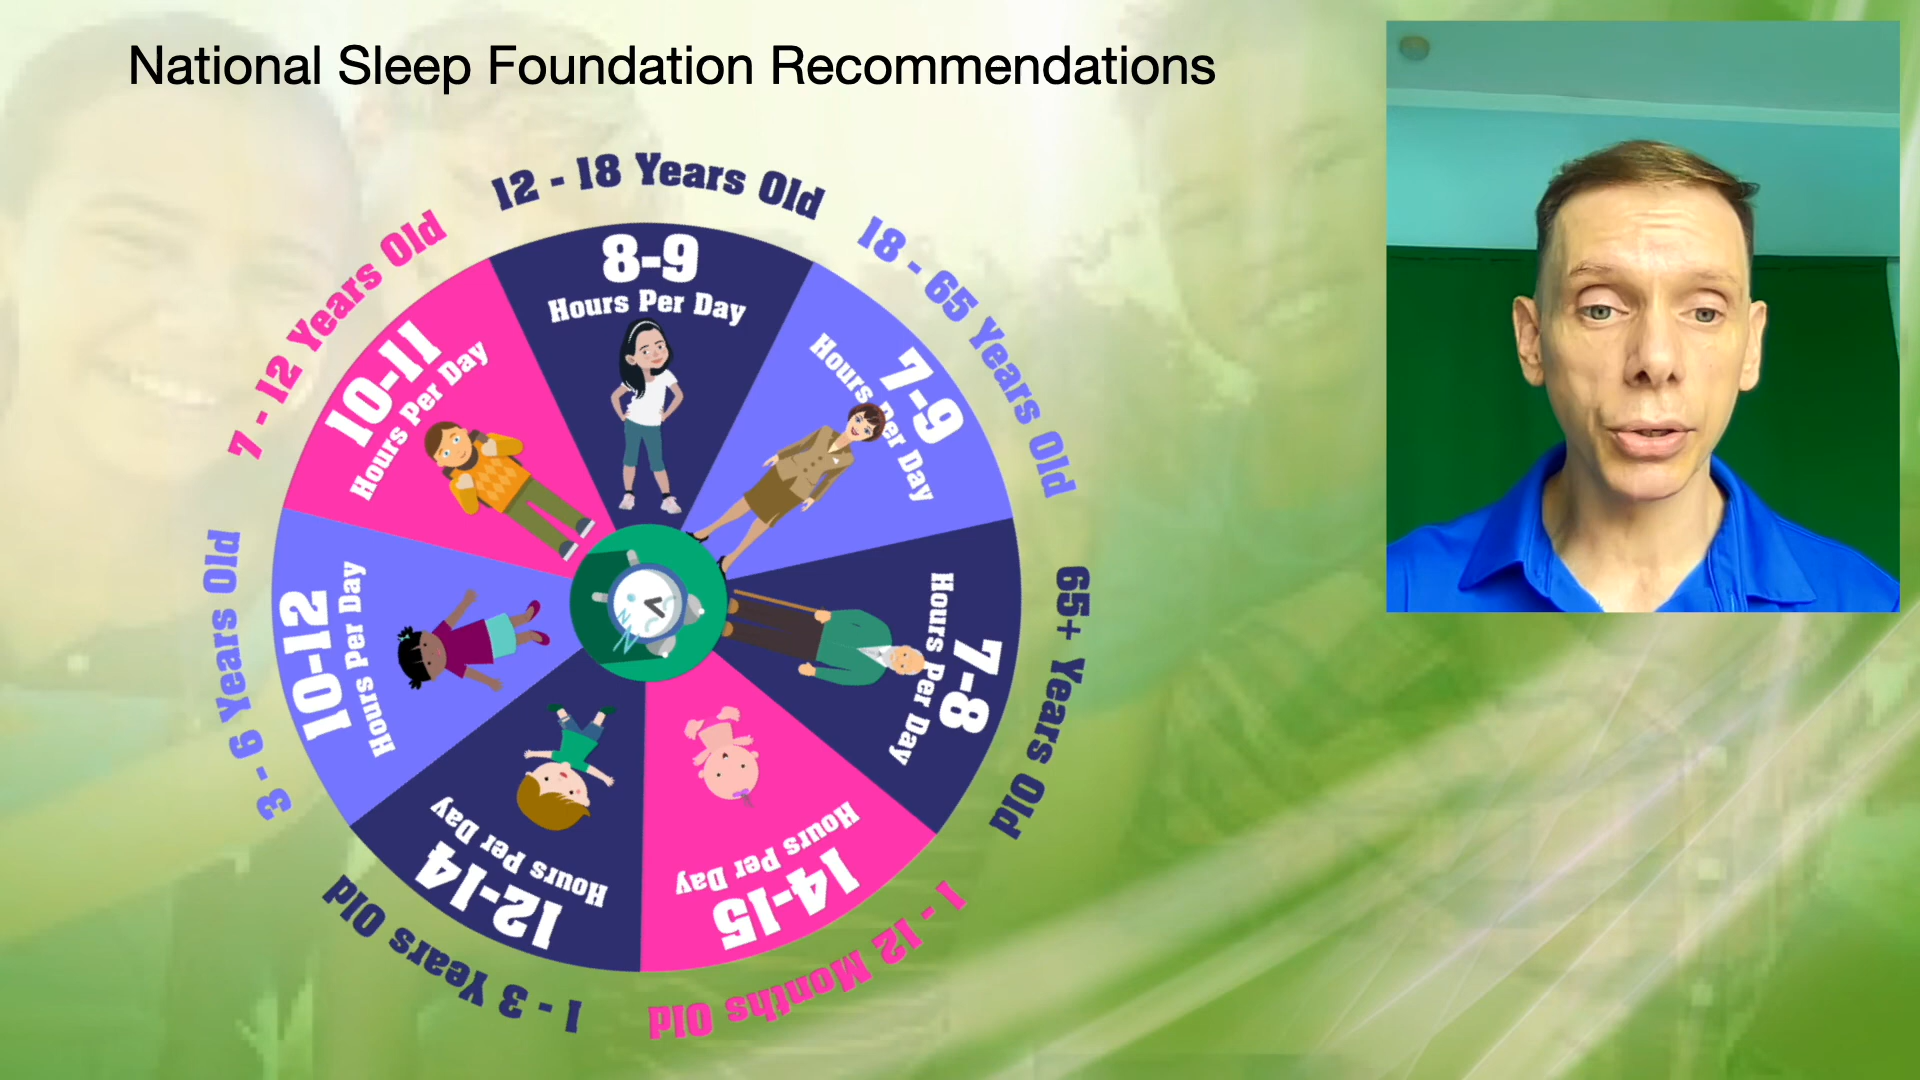 National Sleep Foundation Recommendations
12 - 18 Years Old
8-9
Hours Per Day
18 - 65 Years Old
7-9
Hours Per Day
65+ Years Old
7-8
Hours Per Day
1 - 12 Months Old
14-15
Hours Per Day
1 - 3 Years Old
12-14
Hours Per Day
3 - 6 Years Old
10-12
Hours Per Day
7 - 12 Years Old
10-11
Hours Per Day